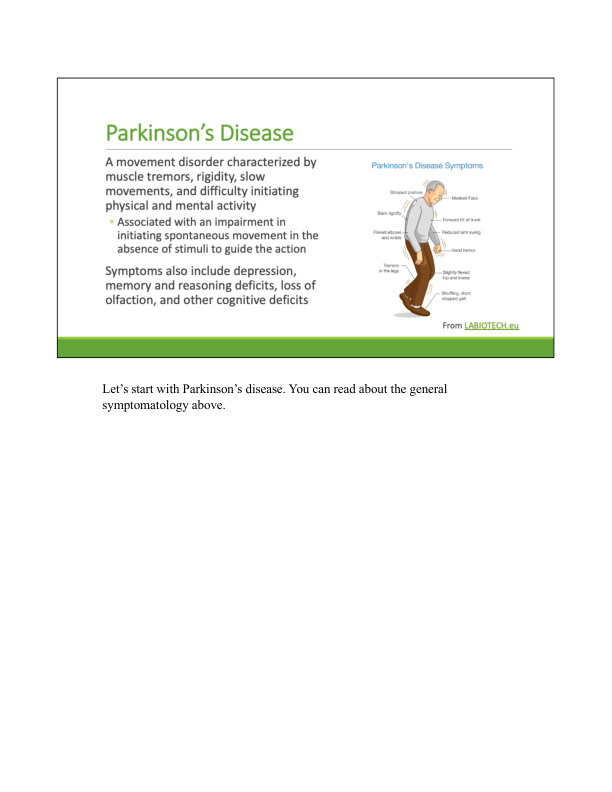 Parkinson's Disease
A movement disorder characterized by
muscle tremors, rigidity, slow
movements, and difficulty initiating
physical and mental activity
• Associated with an impairment in
initiating spontaneous movement in the
absence of stimuli to guide the action
Symptoms also include depression,
memory and reasoning deficits, loss of
olfaction, and other cognitive deficits
Parkinson's Disease Symptoms
Stooped posture
Masked Face
Back rigidity
Forward tilt of trunk
Flexed elbows
and wrists
Reduced arm swing
Hand tremor
Tremors
in the legs
Slightly flexed
hip and knees
Shuffling, short
stepped gait
From LABIOTECH.eu
Let's start with Parkinson's disease. You can read about the general
symptomatology above.